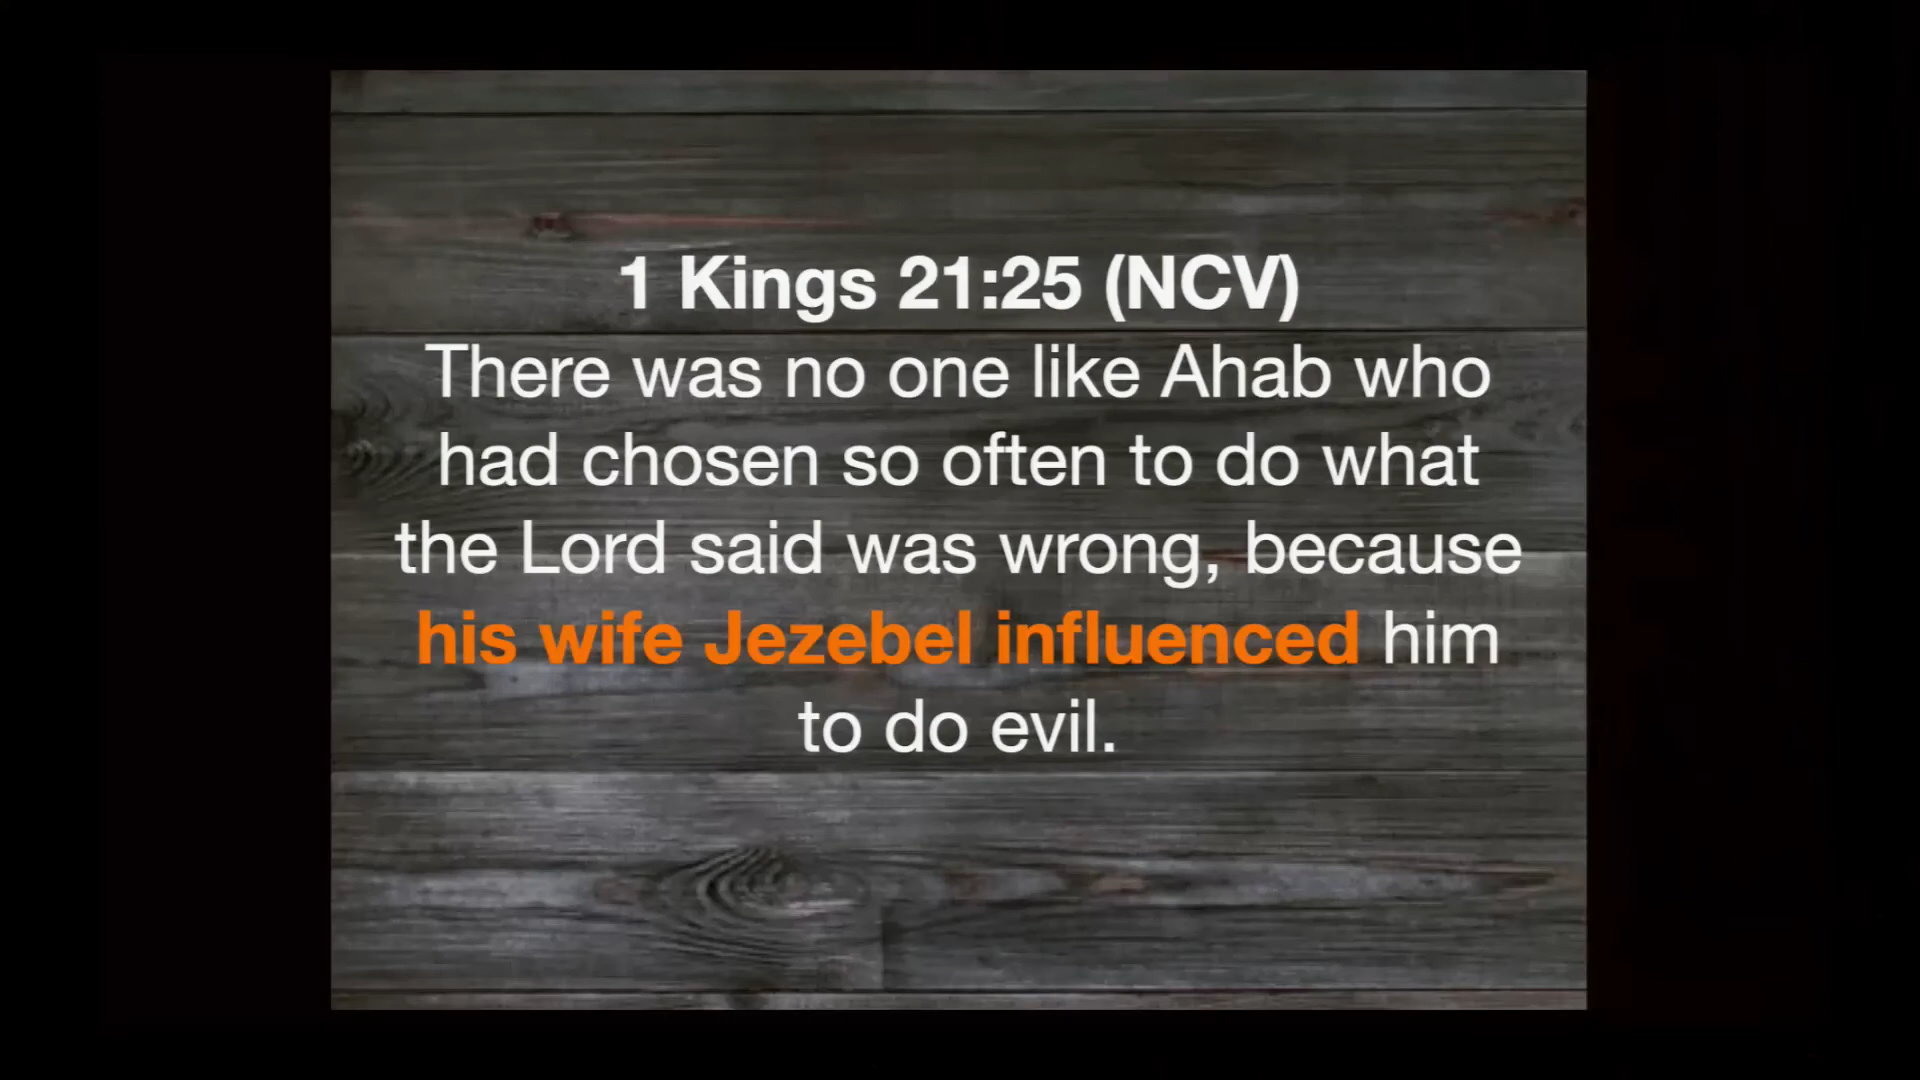 1 Kings 21:25 (NCV)
There was no one like Ahab who
had chosen so often to do what
the Lord said was wrong, because
his wife Jezebel influenced him
to do evil.